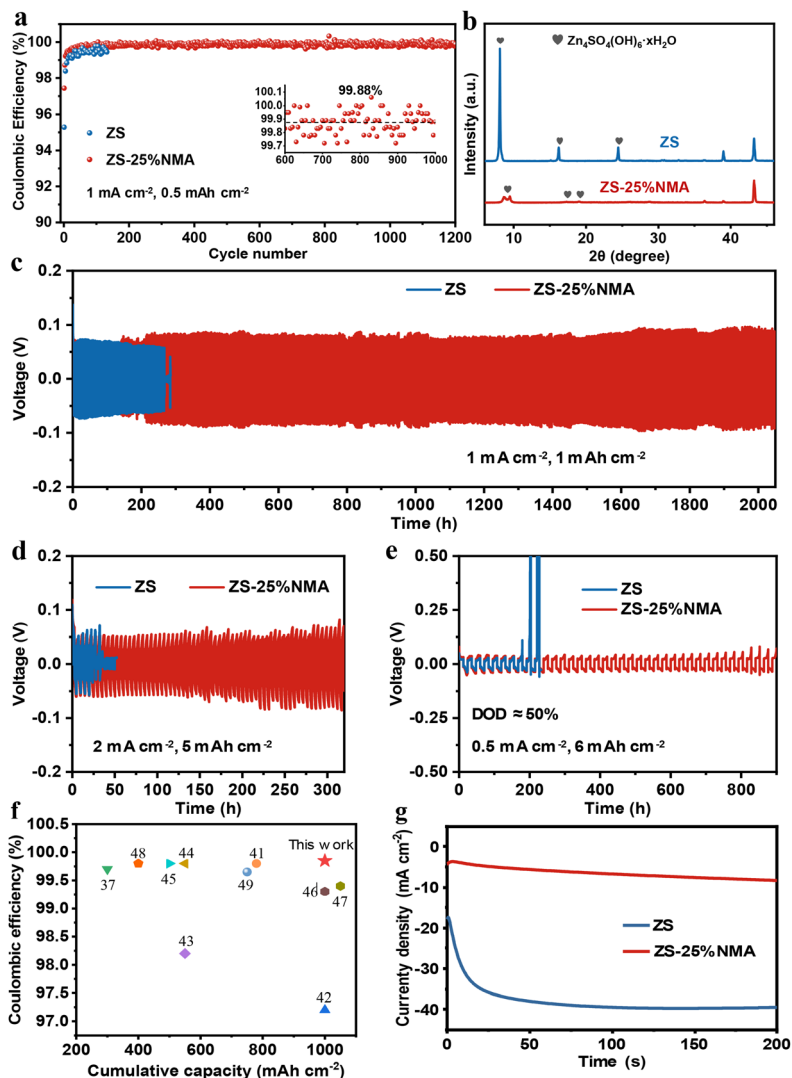 a
Coulombic Efficiency (%)
100
98
96
94
92
90
99.88%
100.1
100.0
99.9
99.8
99.7
600 700 800 900 1000
ZS
ZS-25%NMA
1 mA cm-2, 0.5 mAh cm-2
0 200 400 600 800 1000 1200
Cycle number
b
Intensity (a.u.)
Zn4SO4(OH)6·xH2O
ZS
ZS-25%NMA
10 20 30 40
2θ (degree)
c
Voltage (V)
0.2
0.1
0.0
-0.1
-0.2
ZS ZS-25%NMA
1 mA cm-2, 1 mAh cm-2
0 200 400 600 800 1000 1200 1400 1600 1800 2000
Time (h)
d
Voltage (V)
0.2
0.1
0.0
-0.1
-0.2
ZS ZS-25%NMA
2 mA cm-2, 5 mAh cm-2
0 50 100 150 200 250 300
Time (h)
e
Voltage (V)
0.50
0.25
0.00
-0.25
-0.50
ZS
ZS-25%NMA
DOD ≈ 50%
0.5 mA cm-2, 6 mAh cm-2
0 100 200 300 400 500 600 700 800 900
Time (h)
f
Coulombic efficiency (%)
100.5
100.0
99.5
99.0
98.5
98.0
97.5
97.0
This work
48
44
41
37
45
49
46
47
43
42
200 400 600 800 1000
Cumulative capacity (mAh cm-2)
g
Currenty density (mA cm-2)
0
-10
-20
-30
-40
ZS
ZS-25%NMA
0 50 100 150 200
Time (s)